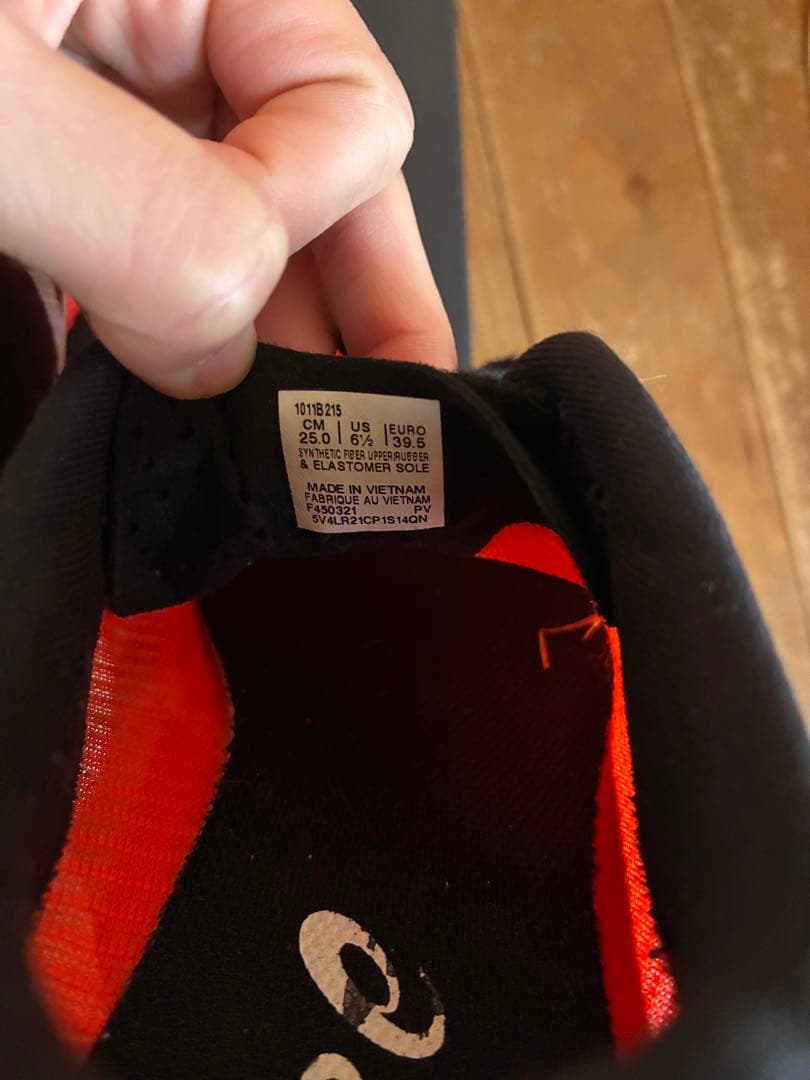 1011B215
CM | US | EURO
25.0 | 6½ | 39.5
SYNTHETIC FIBER UPPER/RUBBER
& ELASTOMER SOLE
MADE IN VIETNAM
FABRIQUE AU VIETNAM
F450321 PV
5V4LR21CP1S14QN